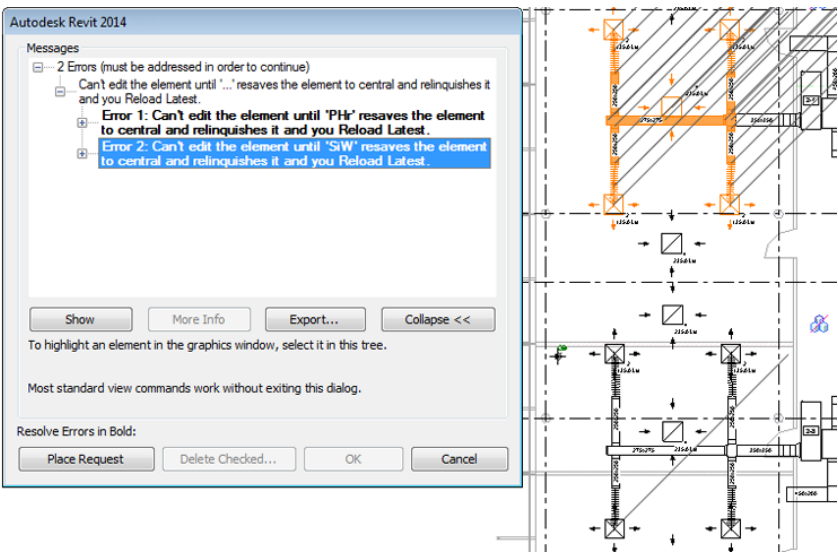 Autodesk Revit 2014
Messages
2 Errors (must be addressed in order to continue)
Can't edit the element until '...' resaves the element to central and relinquishes it
and you Reload Latest.
Error 1: Can't edit the element until 'PHr' resaves the element
to central and relinquishes it and you Reload Latest.
Error 2: Can't edit the element until 'SiW' resaves the element
to central and relinquishes it and you Reload Latest.
Show
More Info
Export...
Collapse <<
To highlight an element in the graphics window, select it in this tree.
Most standard view commands work without exiting this dialog.
Resolve Errors in Bold:
Place Request
Delete Checked...
OK
Cancel
275x275
250x250
275x275
250x250